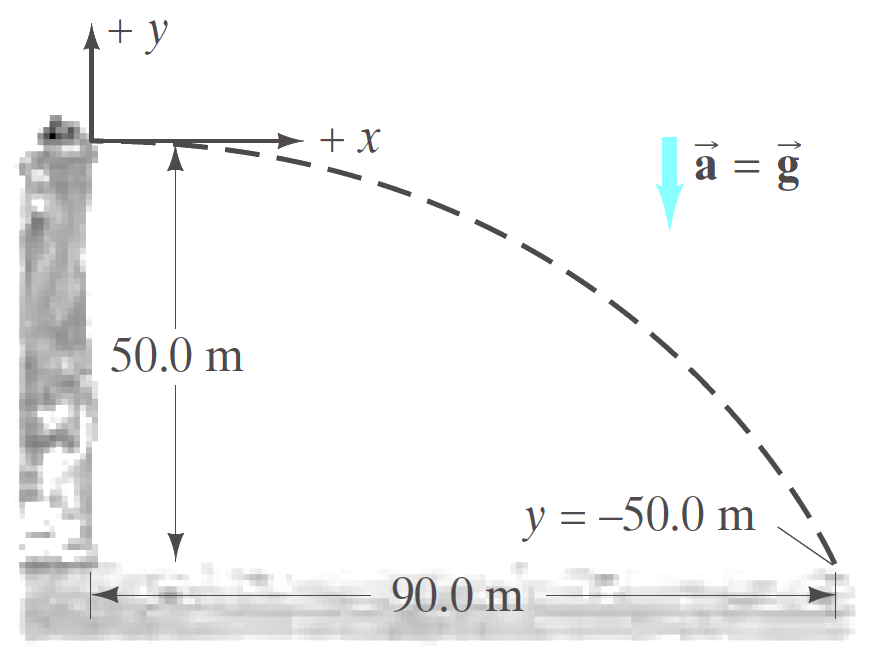 + y
+ x
a⃗ = g⃗
50.0 m
y = –50.0 m
90.0 m